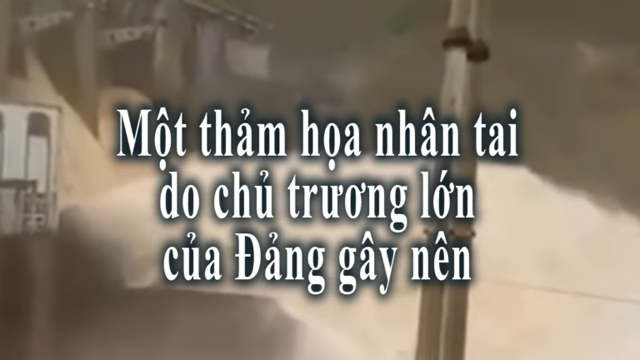 Một thảm họa nhân tai
do chủ trương lớn
của Đảng gây nên